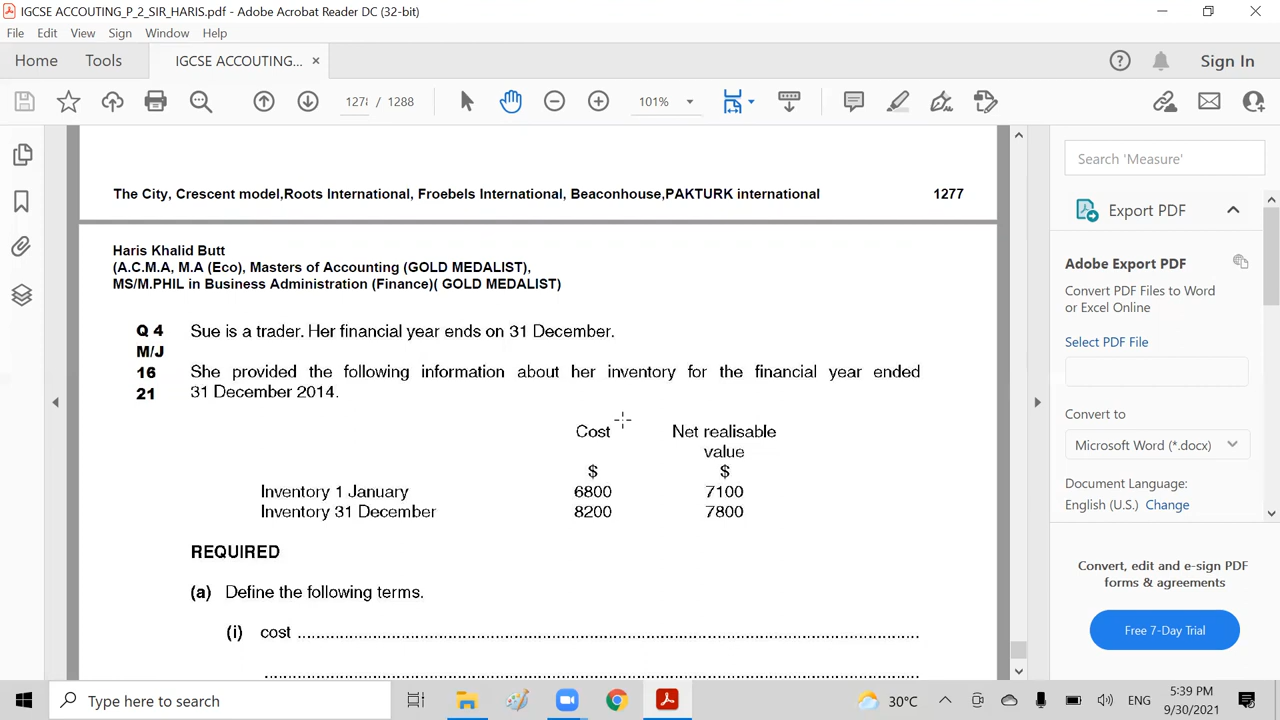 IGCSE ACCOUTING_P_2_SIR_HARIS.pdf - Adobe Acrobat Reader DC (32-bit)
File Edit View Sign Window Help
Home Tools IGCSE ACCOUNTING... × Sign In
1278 / 1288 101%
The City, Crescent model,Roots International, Froebels International, Beaconhouse,PAKTURK international 1277
Haris Khalid Butt
(A.C.M.A, M.A (Eco), Masters of Accounting (GOLD MEDALIST),
MS/M.PHIL in Business Administration (Finance)( GOLD MEDALIST)
Q 4 Sue is a trader. Her financial year ends on 31 December.
M/J
16 She provided the following information about her inventory for the financial year ended
21 31 December 2014.
Cost Net realisable
value
$ $
Inventory 1 January 6800 7100
Inventory 31 December 8200 7800
REQUIRED
(a) Define the following terms.
(i) cost ........................................................................
........................................................................
Search 'Measure'
Export PDF
Adobe Export PDF
Convert PDF Files to Word
or Excel Online
Select PDF File
Convert to
Microsoft Word (*.docx)
Document Language:
English (U.S.) Change
Convert, edit and e-sign PDF
forms & agreements
Free 7-Day Trial
Type here to search
30°C ENG 5:39 PM
9/30/2021